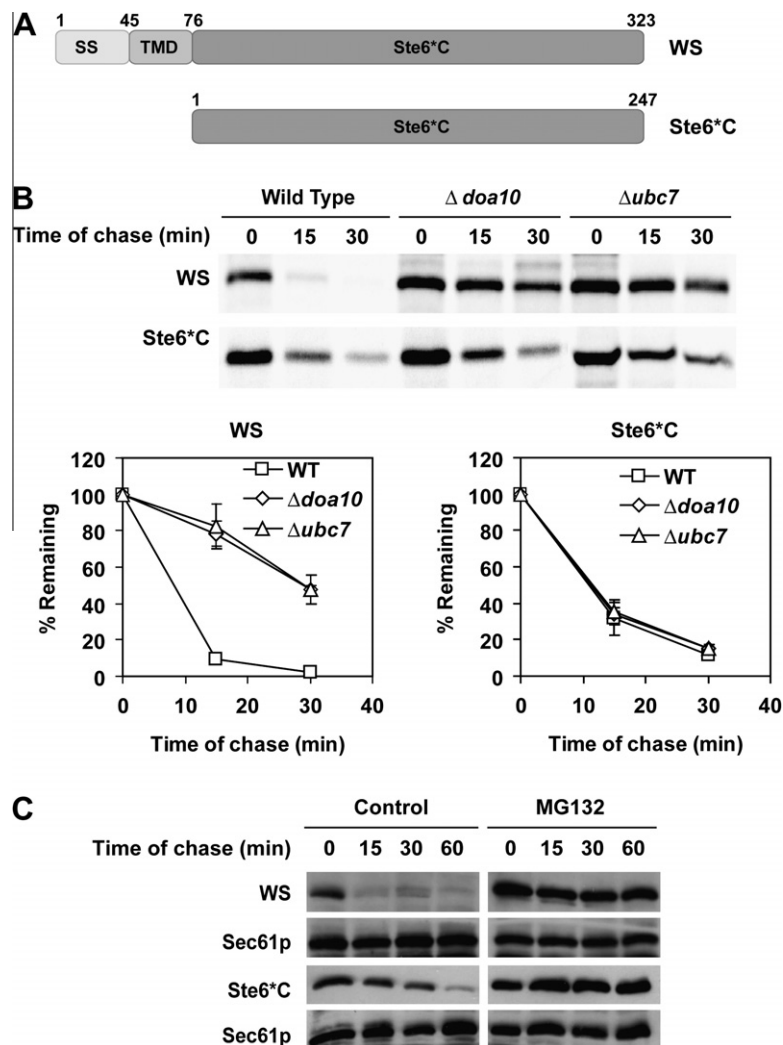 A
1 45 76 323
SS TMD Ste6*C WS
1 247
Ste6*C Ste6*C
B
Wild Type Δ doa10 Δubc7
Time of chase (min) 0 15 30 0 15 30 0 15 30
WS
Ste6*C
WS
120
100
80
60
40
20
0
% Remaining
WT
Δdoa10
Δubc7
0 10 20 30 40
Time of chase (min)
Ste6*C
120
100
80
60
40
20
0
% Remaining
WT
Δdoa10
Δubc7
0 10 20 30 40
Time of chase (min)
C
Control MG132
Time of chase (min) 0 15 30 60 0 15 30 60
WS
Sec61p
Ste6*C
Sec61p